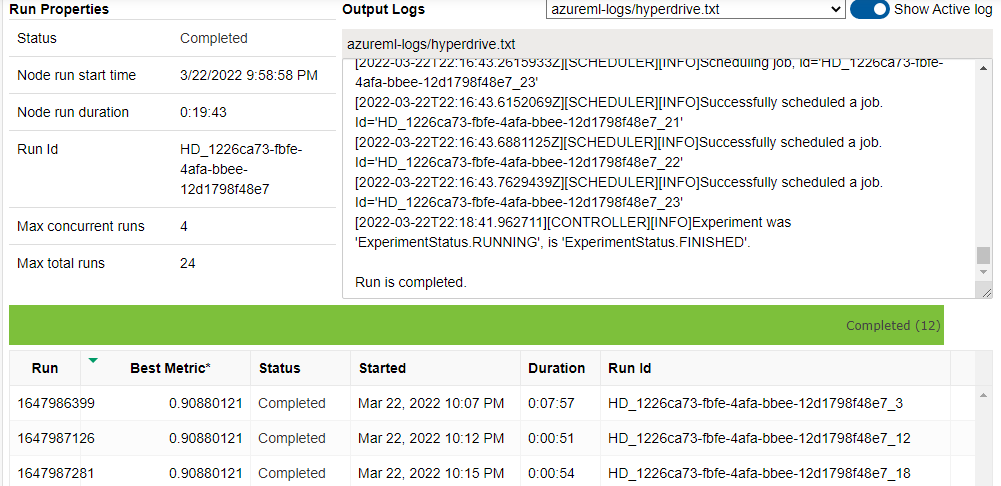 Run Properties
Status Completed
Node run start time 3/22/2022 9:58:58 PM
Node run duration 0:19:43
Run Id HD_1226ca73-fbfe-
4afa-bbee-
12d1798f48e7
Max concurrent runs 4
Max total runs 24
Output Logs azureml-logs/hyperdrive.txt Show Active log
azureml-logs/hyperdrive.txt
[2022-03-22T22:16:43.2615933Z][SCHEDULER][INFO]Scheduling job, id='HD_1226ca73-fbfe-
4afa-bbee-12d1798f48e7_23'
[2022-03-22T22:16:43.6152069Z][SCHEDULER][INFO]Successfully scheduled a job.
Id='HD_1226ca73-fbfe-4afa-bbee-12d1798f48e7_21'
[2022-03-22T22:16:43.6881125Z][SCHEDULER][INFO]Successfully scheduled a job.
Id='HD_1226ca73-fbfe-4afa-bbee-12d1798f48e7_22'
[2022-03-22T22:16:43.7629439Z][SCHEDULER][INFO]Successfully scheduled a job.
Id='HD_1226ca73-fbfe-4afa-bbee-12d1798f48e7_23'
[2022-03-22T22:18:41.962711][CONTROLLER][INFO]Experiment was
'ExperimentStatus.RUNNING', is 'ExperimentStatus.FINISHED'.
Run is completed.
Completed (12)
Run Best Metric* Status Started Duration Run Id
1647986399 0.90880121 Completed Mar 22, 2022 10:07 PM 0:07:57 HD_1226ca73-fbfe-4afa-bbee-12d1798f48e7_3
1647987126 0.90880121 Completed Mar 22, 2022 10:12 PM 0:00:51 HD_1226ca73-fbfe-4afa-bbee-12d1798f48e7_12
1647987281 0.90880121 Completed Mar 22, 2022 10:15 PM 0:00:54 HD_1226ca73-fbfe-4afa-bbee-12d1798f48e7_18